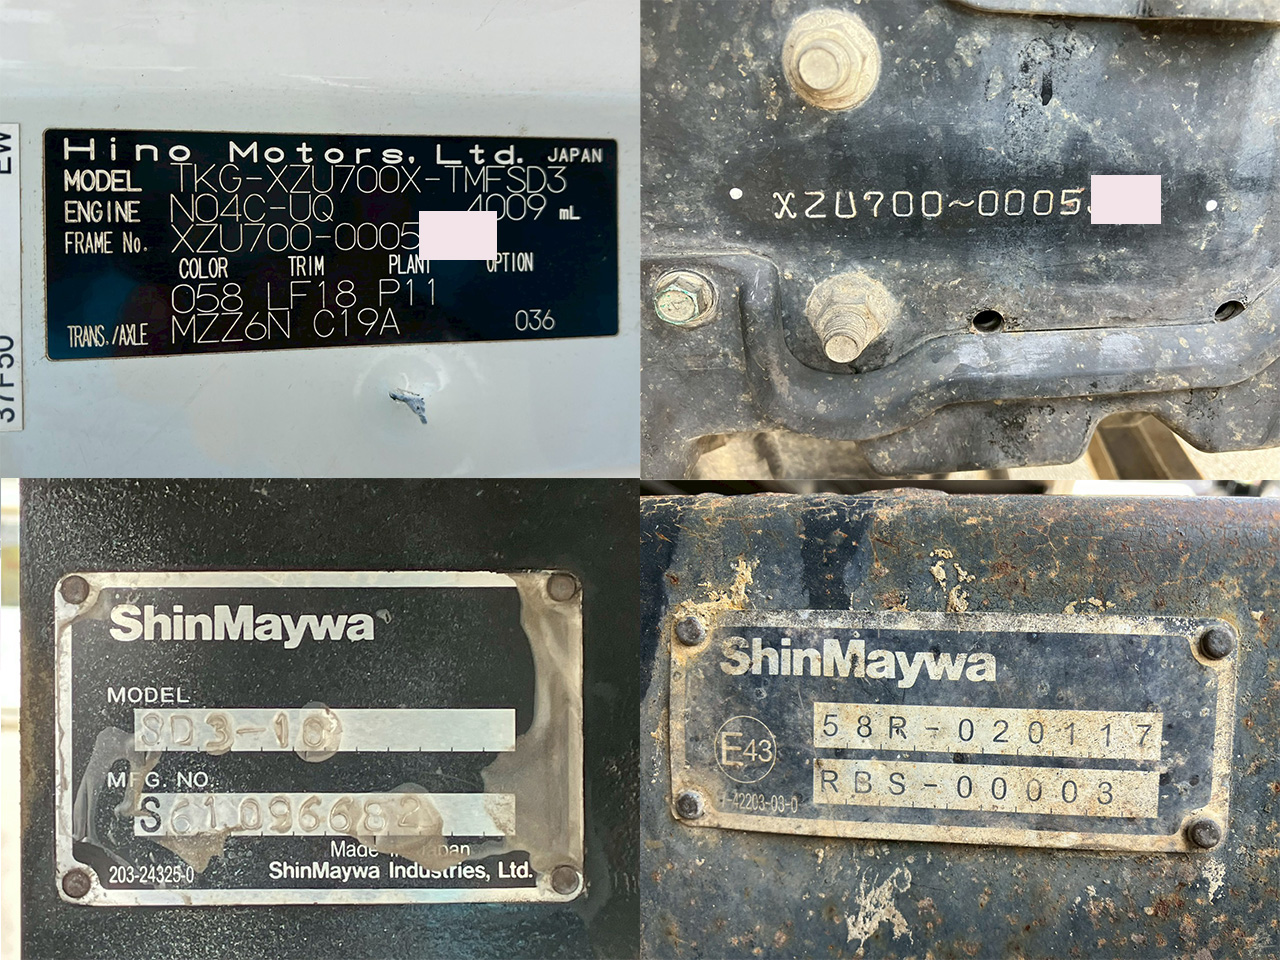 Hino Motors, Ltd. JAPAN
MODEL TKG-XZU700X-TMFSD3
ENGINE N04C-UQ 4009 mL
FRAME No. XZU700-0005
COLOR TRIM PLANT OPTION
058 LF18 P11
TRANS./AXLE MZZ6N C19A 036
EW
37F50
XZU700~0005
ShinMaywa
MODEL
SD3-10
MFG NO.
S61096682
Made in Japan
203-24325-0 ShinMaywa Industries, Ltd.
ShinMaywa
58R-020117
E43
RBS-00003
-42203-03-0